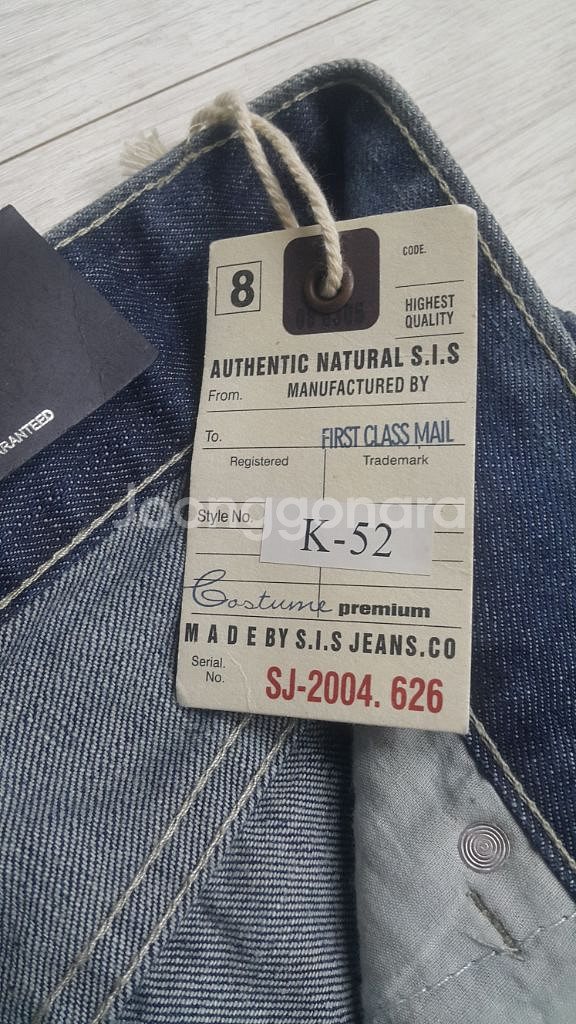 8
CODE.
HIGHEST
QUALITY
AUTHENTIC NATURAL S.I.S
From. MANUFACTURED BY
To. FIRST CLASS MAIL
Registered Trademark
Joonggonara
Style No. K-52
Costume premium
MADE BY S.I.S JEANS.CO
Serial.
No. SJ-2004. 626
RANTEED